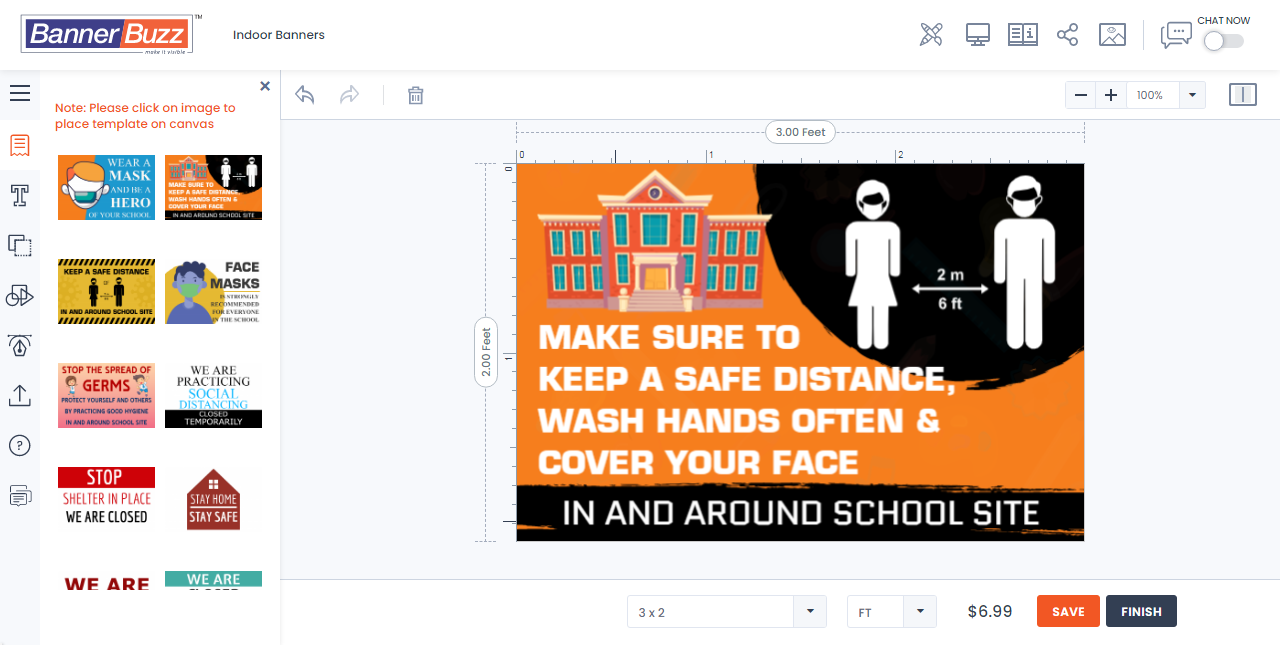 BannerBuzz TM
make it visible
Indoor Banners
CHAT NOW
Note: Please click on image to
place template on canvas
100%
WEAR A
MASK
AND BE A
HERO
OF YOUR SCHOOL
MAKE SURE TO
KEEP A SAFE DISTANCE,
WASH HANDS OFTEN &
COVER YOUR FACE
IN AND AROUND SCHOOL SITE
KEEP A SAFE DISTANCE
IN AND AROUND SCHOOL SITE
FACE
MASKS
IS STRONGLY
RECOMMENDED
FOR EVERYONE
IN THE SCHOOL
STOP THE SPREAD OF
GERMS
PROTECT YOURSELF AND OTHERS
BY PRACTICING GOOD HYGIENE
IN AND AROUND SCHOOL SITE
WE ARE
PRACTICING
SOCIAL
DISTANCING
CLOSED
TEMPORARILY
STOP
SHELTER IN PLACE
WE ARE CLOSED
STAY HOME
STAY SAFE
WE ARE
WE ARE
3.00 Feet
0 1 2
0
1
2.00 Feet
2 m
6 ft
MAKE SURE TO
KEEP A SAFE DISTANCE,
WASH HANDS OFTEN &
COVER YOUR FACE
IN AND AROUND SCHOOL SITE
3 x 2
FT
$6.99
SAVE
FINISH